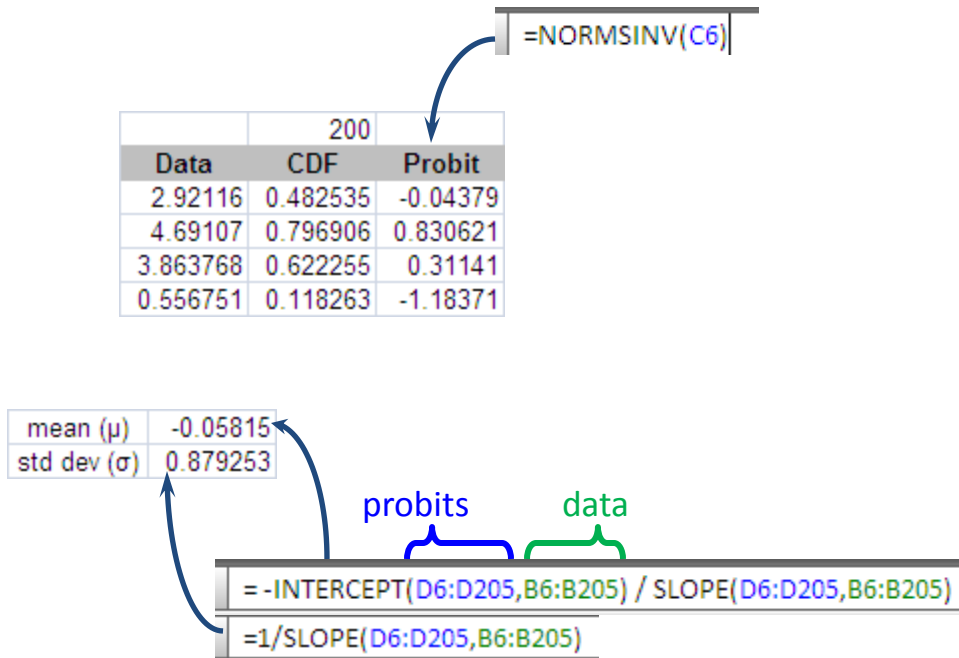 =NORMSINV(C6)
200
Data CDF Probit
2.92116 0.482535 -0.04379
4.69107 0.796906 0.830621
3.863768 0.622255 0.31141
0.556751 0.118263 -1.18371
mean (μ) -0.05815
std dev (σ) 0.879253
probits data
= -INTERCEPT(D6:D205,B6:B205) / SLOPE(D6:D205,B6:B205)
=1/SLOPE(D6:D205,B6:B205)